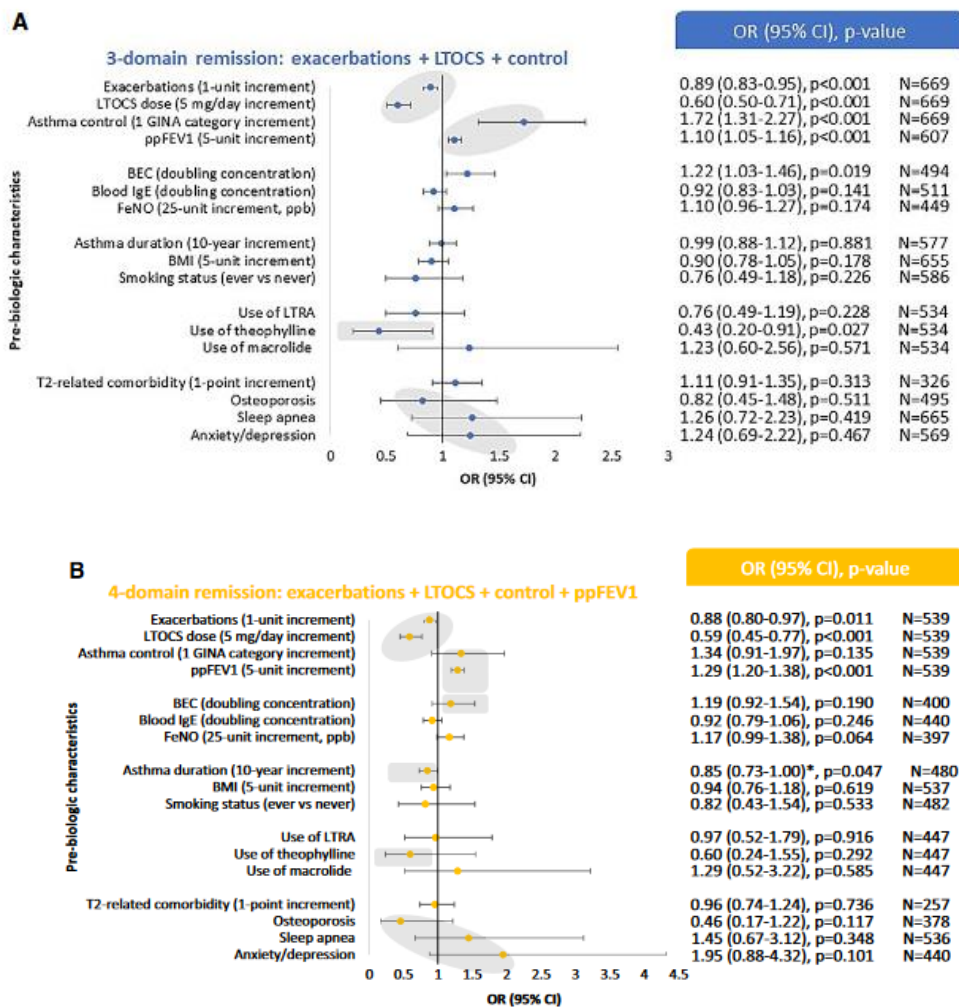 A
OR (95% CI), p-value
3-domain remission: exacerbations + LTOCS + control
Pre-biologic characteristics
Exacerbations (1-unit increment) 0.89 (0.83-0.95), p<0.001 N=669
LTOCS dose (5 mg/day increment) 0.60 (0.50-0.71), p<0.001 N=669
Asthma control (1 GINA category increment) 1.72 (1.31-2.27), p<0.001 N=669
ppFEV1 (5-unit increment) 1.10 (1.05-1.16), p<0.001 N=607
BEC (doubling concentration) 1.22 (1.03-1.46), p=0.019 N=494
Blood IgE (doubling concentration) 0.92 (0.83-1.03), p=0.141 N=511
FeNO (25-unit increment, ppb) 1.10 (0.96-1.27), p=0.174 N=449
Asthma duration (10-year increment) 0.99 (0.88-1.12), p=0.881 N=577
BMI (5-unit increment) 0.90 (0.78-1.05), p=0.178 N=655
Smoking status (ever vs never) 0.76 (0.49-1.18), p=0.226 N=586
Use of LTRA 0.76 (0.49-1.19), p=0.228 N=534
Use of theophylline 0.43 (0.20-0.91), p=0.027 N=534
Use of macrolide 1.23 (0.60-2.56), p=0.571 N=534
T2-related comorbidity (1-point increment) 1.11 (0.91-1.35), p=0.313 N=326
Osteoporosis 0.82 (0.45-1.48), p=0.511 N=495
Sleep apnea 1.26 (0.72-2.23), p=0.419 N=665
Anxiety/depression 1.24 (0.69-2.22), p=0.467 N=569
0 0.5 1 1.5 2 2.5 3
OR (95% CI)
B
OR (95% CI), p-value
4-domain remission: exacerbations + LTOCS + control + ppFEV1
Pre-biologic characteristics
Exacerbations (1-unit increment) 0.88 (0.80-0.97), p=0.011 N=539
LTOCS dose (5 mg/day increment) 0.59 (0.45-0.77), p<0.001 N=539
Asthma control (1 GINA category increment) 1.34 (0.91-1.97), p=0.135 N=539
ppFEV1 (5-unit increment) 1.29 (1.20-1.38), p<0.001 N=539
BEC (doubling concentration) 1.19 (0.92-1.54), p=0.190 N=400
Blood IgE (doubling concentration) 0.92 (0.79-1.06), p=0.246 N=440
FeNO (25-unit increment, ppb) 1.17 (0.99-1.38), p=0.064 N=397
Asthma duration (10-year increment) 0.85 (0.73-1.00)*, p=0.047 N=480
BMI (5-unit increment) 0.94 (0.76-1.18), p=0.619 N=537
Smoking status (ever vs never) 0.82 (0.43-1.54), p=0.533 N=482
Use of LTRA 0.97 (0.52-1.79), p=0.916 N=447
Use of theophylline 0.60 (0.24-1.55), p=0.292 N=447
Use of macrolide 1.29 (0.52-3.22), p=0.585 N=447
T2-related comorbidity (1-point increment) 0.96 (0.74-1.24), p=0.736 N=257
Osteoporosis 0.46 (0.17-1.22), p=0.117 N=378
Sleep apnea 1.45 (0.67-3.12), p=0.348 N=536
Anxiety/depression 1.95 (0.88-4.32), p=0.101 N=440
0 0.5 1 1.5 2 2.5 3 3.5 4 4.5
OR (95% CI)